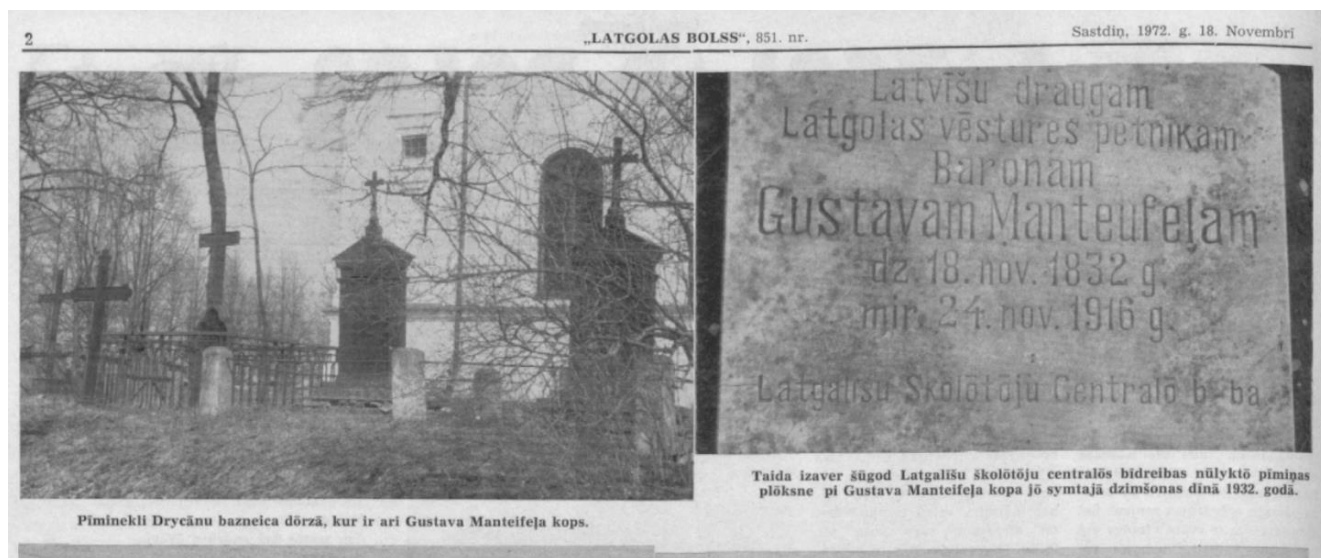 2
„LATGOLAS BOLSS“, 851. nr.
Sastdiņ, 1972. g. 18. Novembrī
Latvīšu draugam
Latgolas vēstures pētnīkam
Baronam
Gustavam Manteufeļam
dz. 18. nov. 1832 g.
mir. 24. nov. 1916 g.
Latgalīšu Skolōtōju Centralō b-ba
Taida izaver šūgod Latgalīšu školōtōju centralōs bīdreibas nūlyktō pīmiņas
plōksne pi Gustava Manteifeļa kopa jō symtajā dzimšonas dīnā 1932. godā.
Pīminekli Drycānu bazneica dōrzā, kur ir ari Gustava Manteifeļa kops.